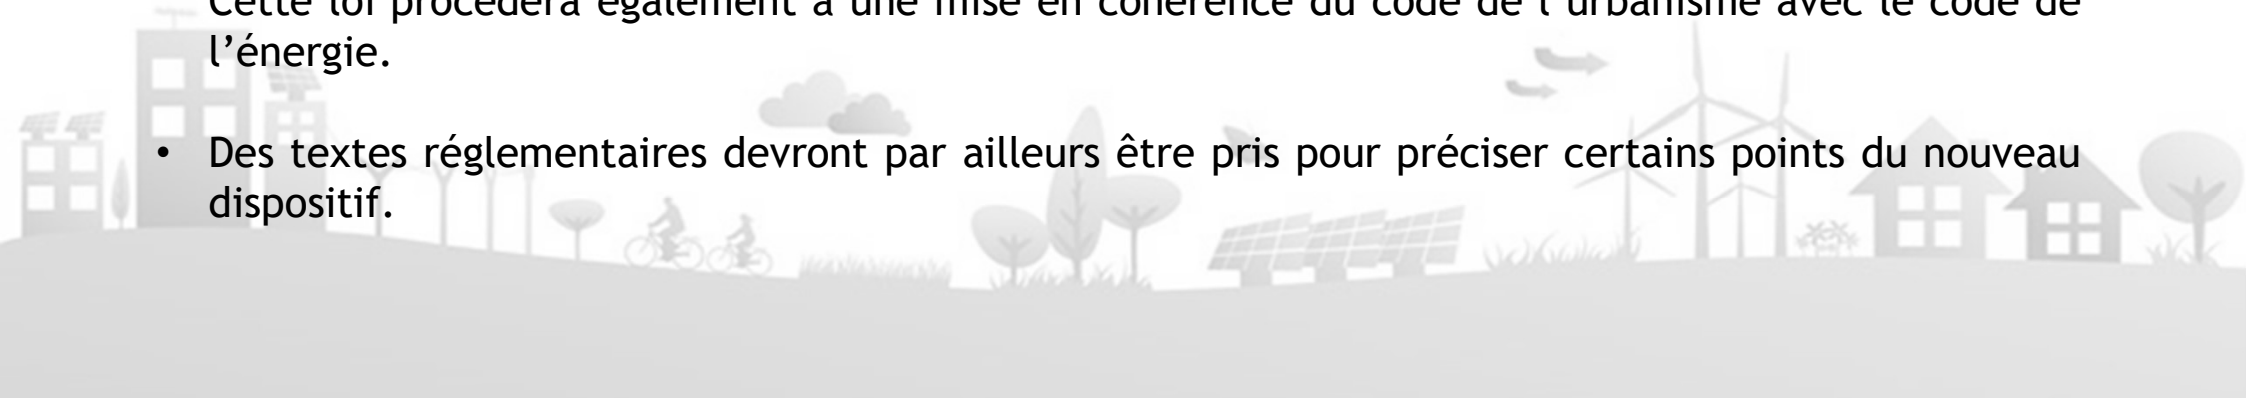 Cette loi procèdera également à une mise en cohérence du code de l'urbanisme avec le code de
l’énergie.
• Des textes réglementaires devront par ailleurs être pris pour préciser certains points du nouveau
dispositif.